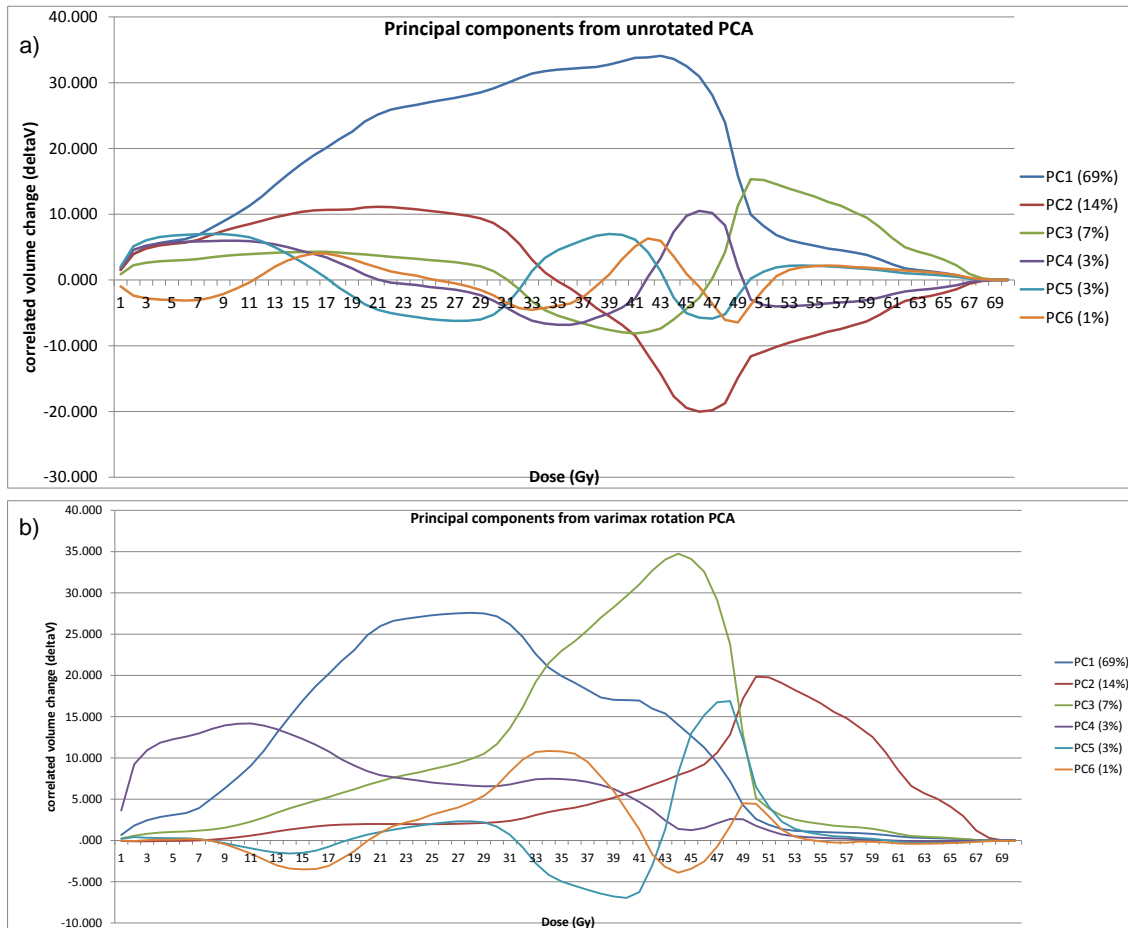 a)
Principal components from unrotated PCA
40.000
30.000
20.000
10.000
0.000
-10.000
-20.000
-30.000
correlated volume change (deltaV)
1 3 5 7 9 11 13 15 17 19 21 23 25 27 29 31 33 35 37 39 41 43 45 47 49 51 53 55 57 59 61 63 65 67 69
Dose (Gy)
PC1 (69%)
PC2 (14%)
PC3 (7%)
PC4 (3%)
PC5 (3%)
PC6 (1%)
b)
Principal components from varimax rotation PCA
40.000
35.000
30.000
25.000
20.000
15.000
10.000
5.000
.000
-5.000
-10.000
correlated volume change (deltaV)
1 3 5 7 9 11 13 15 17 19 21 23 25 27 29 31 33 35 37 39 41 43 45 47 49 51 53 55 57 59 61 63 65 67 69
Dose (Gy)
PC1 (69%)
PC2 (14%)
PC3 (7%)
PC4 (3%)
PC5 (3%)
PC6 (1%)